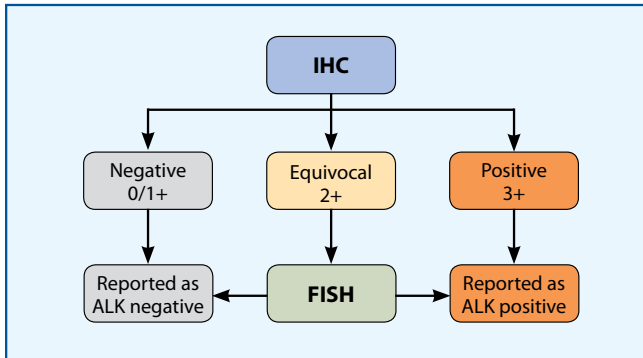 IHC
Negative
0/1+
Equivocal
2+
Positive
3+
Reported as
ALK negative
FISH
Reported as
ALK positive